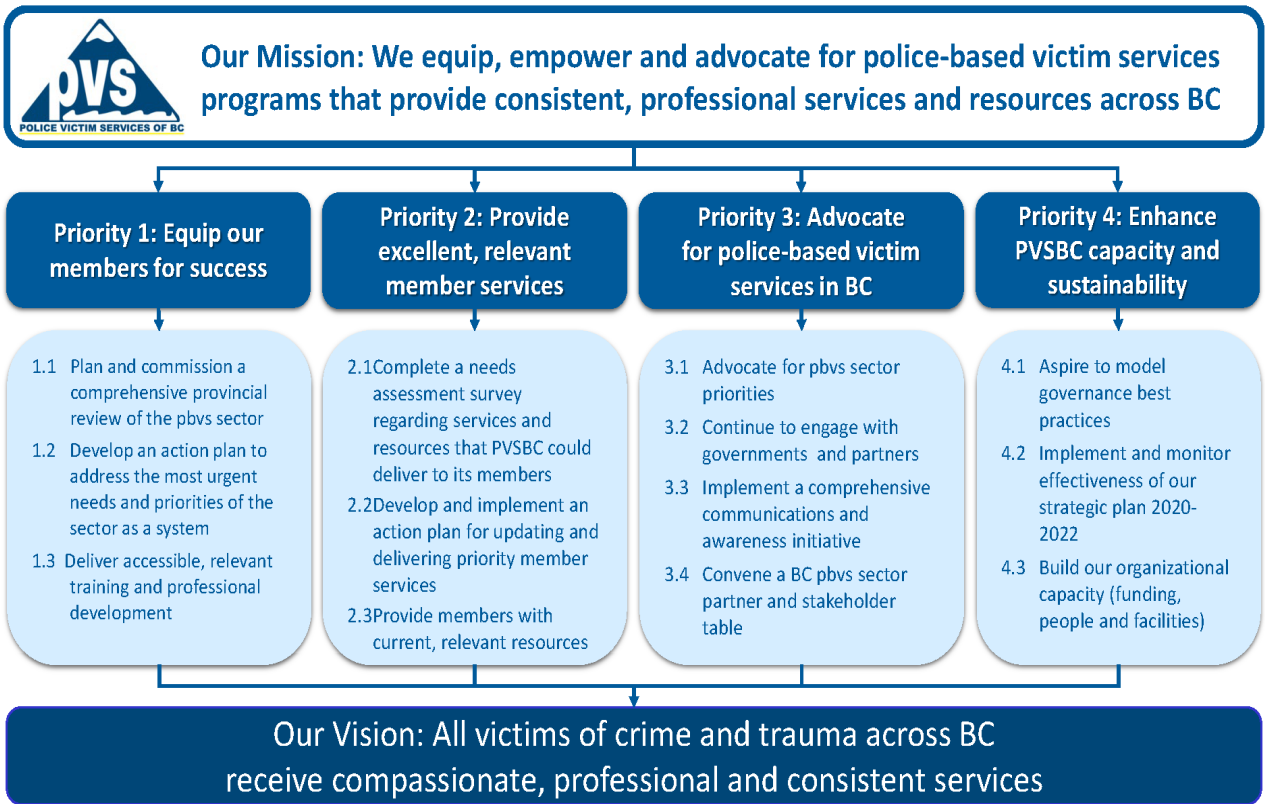 pvs
POLICE VICTIM SERVICES OF BC
Our Mission: We equip, empower and advocate for police-based victim services
programs that provide consistent, professional services and resources across BC
Priority 1: Equip our
members for success
1.1 Plan and commission a
comprehensive provincial
review of the pbvs sector
1.2 Develop an action plan to
address the most urgent
needs and priorities of the
sector as a system
1.3 Deliver accessible, relevant
training and professional
development
Priority 2: Provide
excellent, relevant
member services
2.1Complete a needs
assessment survey
regarding services and
resources that PVSBC could
deliver to its members
2.2Develop and implement an
action plan for updating and
delivering priority member
services
2.3Provide members with
current, relevant resources
Priority 3: Advocate
for police-based victim
services in BC
3.1 Advocate for pbvs sector
priorities
3.2 Continue to engage with
governments and partners
3.3 Implement a comprehensive
communications and
awareness initiative
3.4 Convene a BC pbvs sector
partner and stakeholder
table
Priority 4: Enhance
PVSBC capacity and
sustainability
4.1 Aspire to model
governance best
practices
4.2 Implement and monitor
effectiveness of our
strategic plan 2020-
2022
4.3 Build our organizational
capacity (funding,
people and facilities)
Our Vision: All victims of crime and trauma across BC
receive compassionate, professional and consistent services